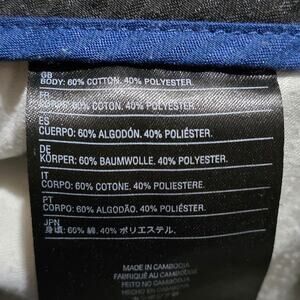 GB
BODY: 60% COTTON. 40% POLYESTER.
FR
CORPS: 60% COTON. 40% POLYESTER.
ES
CUERPO: 60% ALGODÓN. 40% POLIÉSTER.
DE
KÖRPER: 60% BAUMWOLLE. 40% POLYESTER.
IT
CORPO: 60% COTONE. 40% POLIESTERE.
PT
CORPO: 60% ALGODÃO. 40% POLIÉSTER.
JPN
身頃: 60% 綿. 40% ポリエステル.
MADE IN CAMBODIA
FABRIQUÉ AU CAMBODGE
FEITO NO CAMBOJA
HECHO EN CAMBOYA